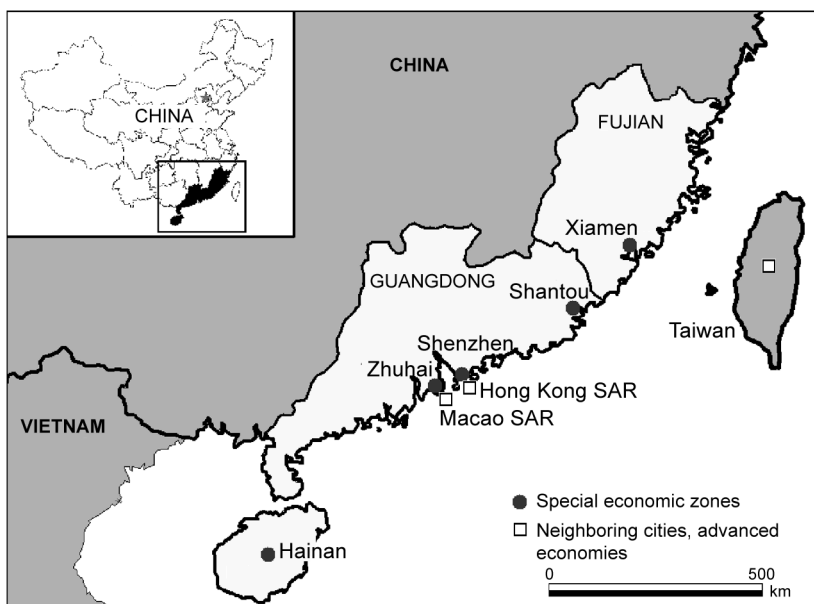 CHINA
CHINA
FUJIAN
Xiamen
GUANGDONG
Shantou
Taiwan
Shenzhen
Zhuhai
Hong Kong SAR
Macao SAR
VIETNAM
Hainan
Special economic zones
Neighboring cities, advanced
economies
0 500
km